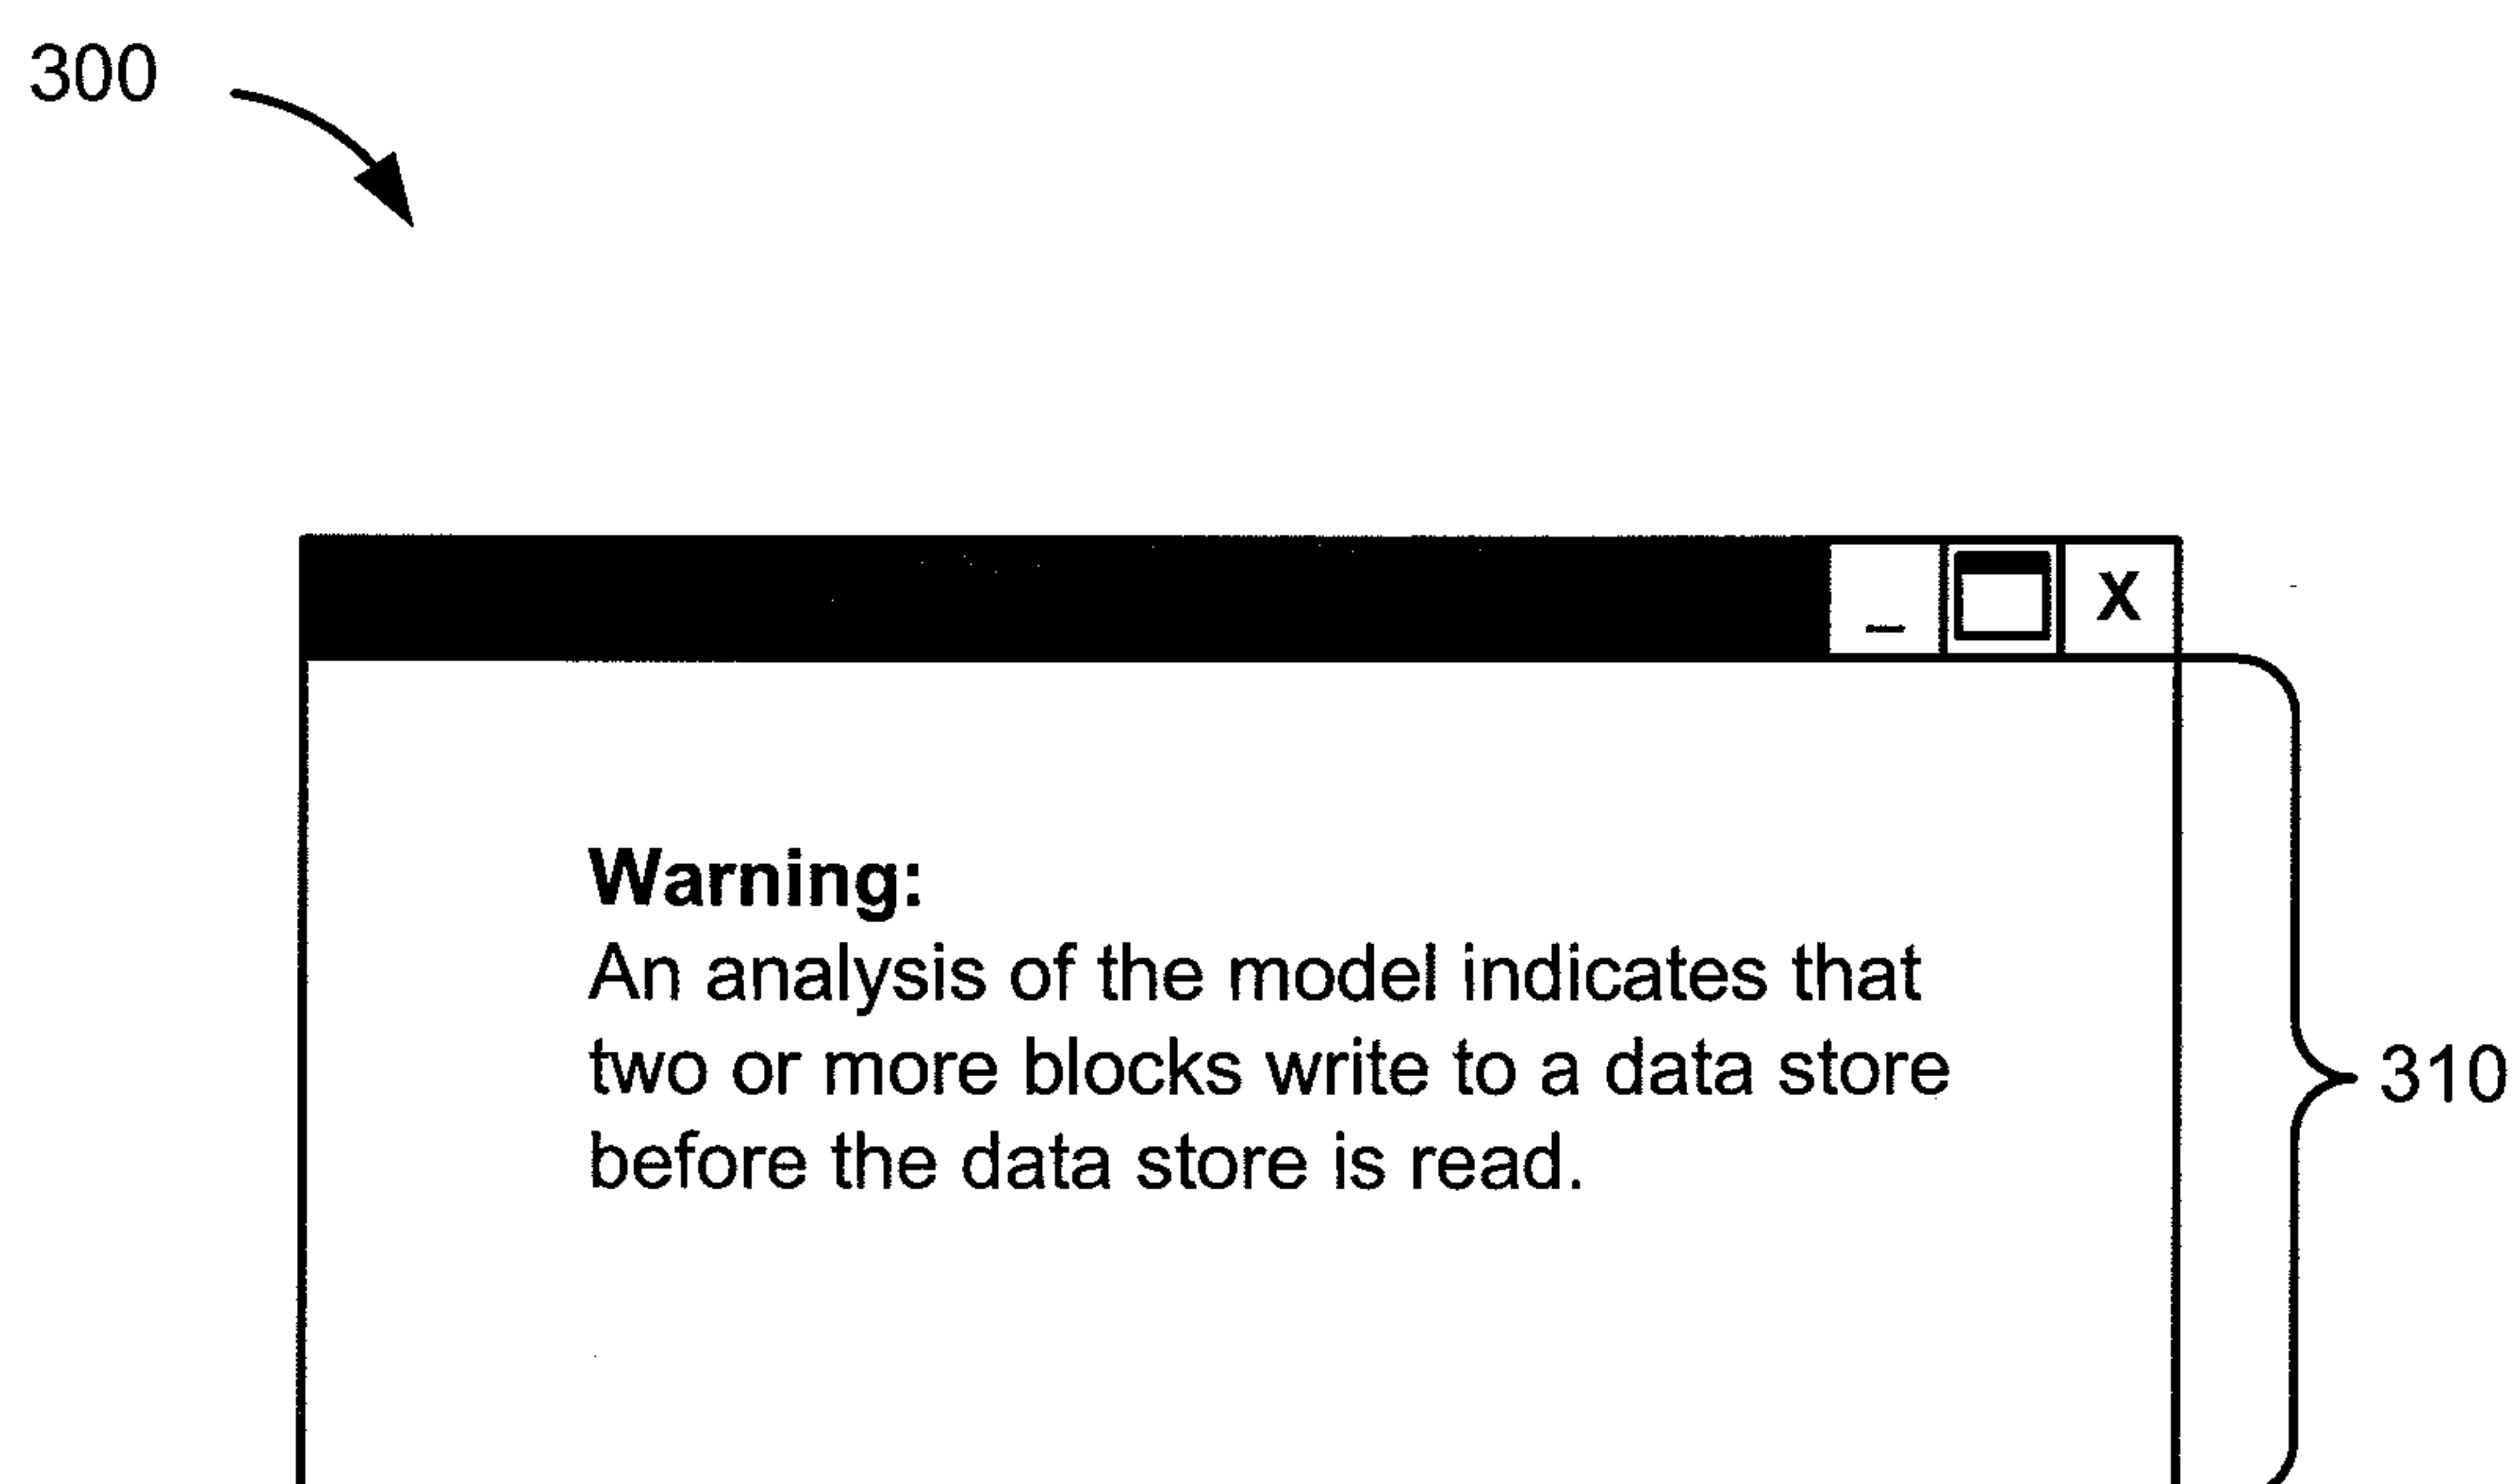 300
_ X
Warning:
An analysis of the model indicates that
two or more blocks write to a data store
before the data store is read.
310